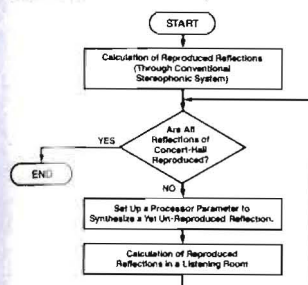 START
Calculation of Reproduced Reflections
(Through Conventional
Stereophonic System)
Are All
Reflections of
Concert-Hall
Reproduced?
YES
END
NO
Set Up a Processor Parameter to
Synthesize a Yet Un-Reproduced Reflection.
Calculation of Reproduced
Reflections in a Listening Room